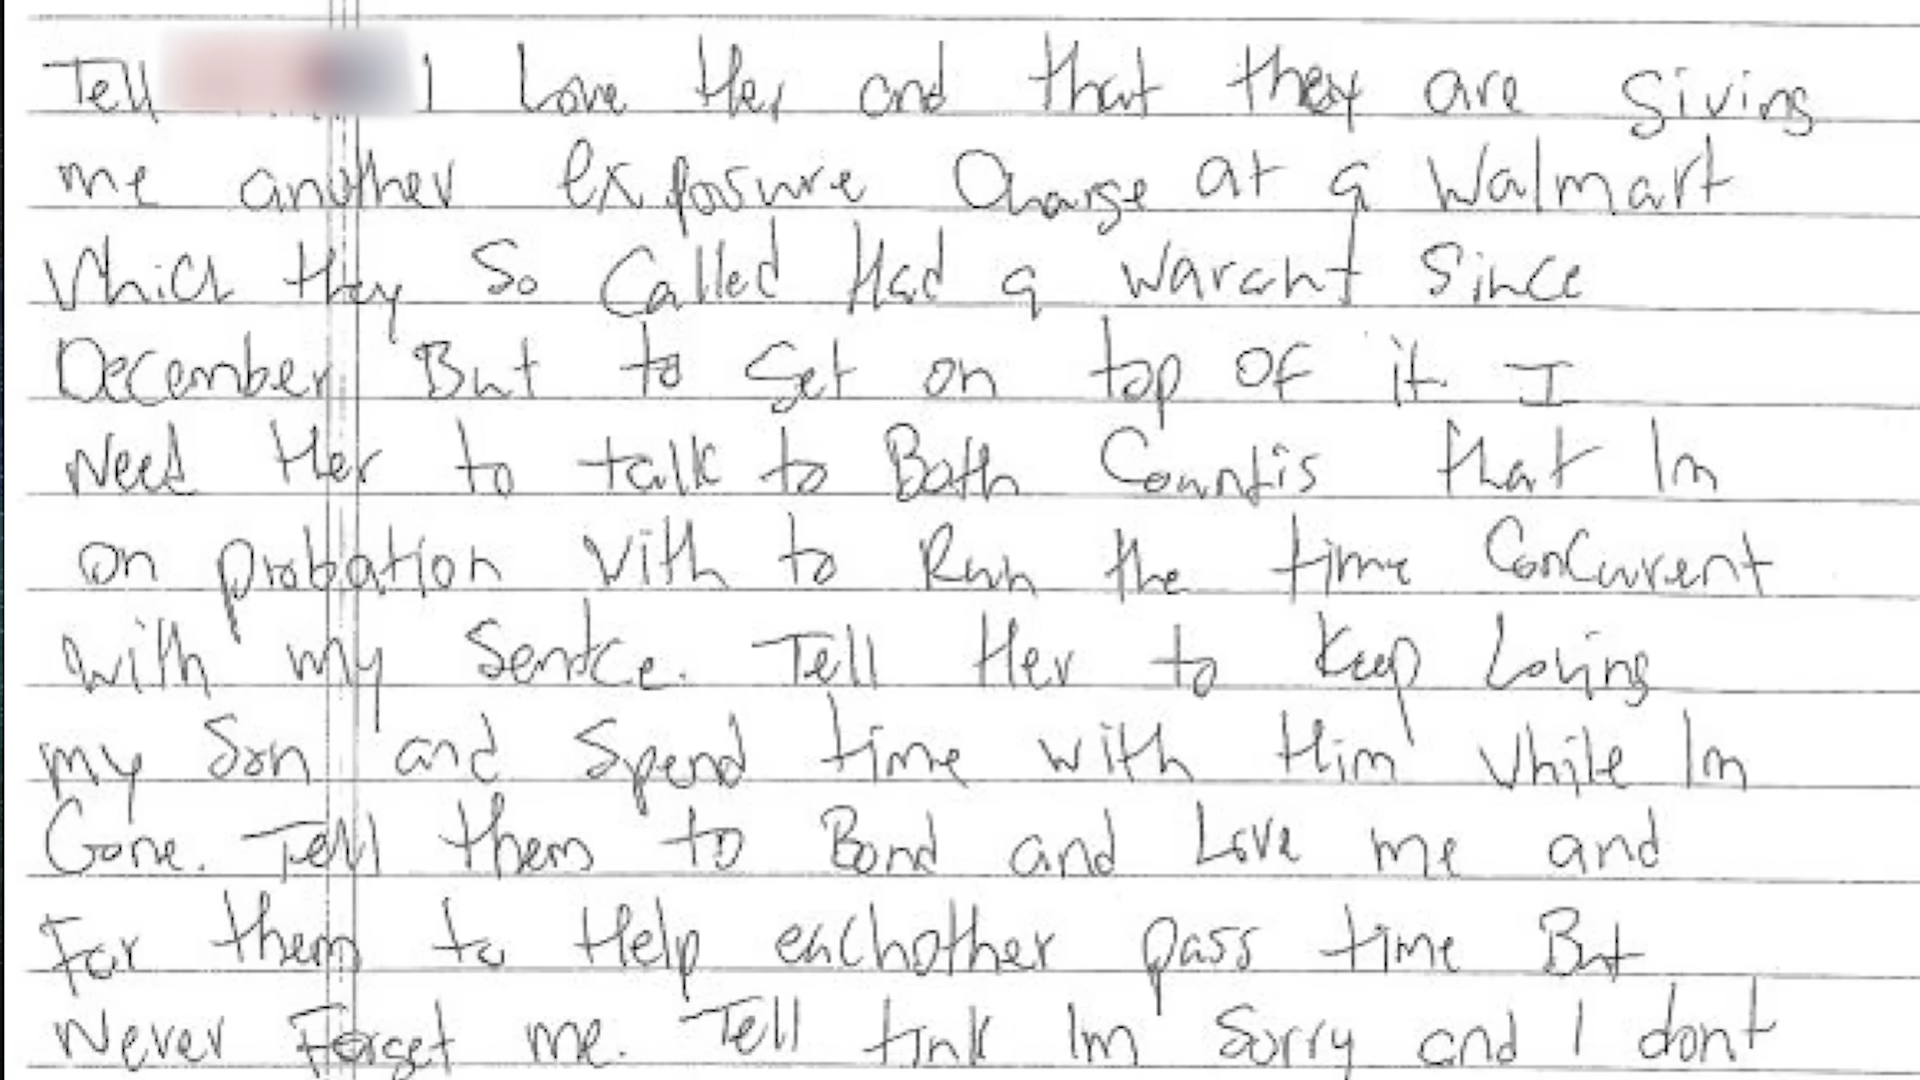 Tell I Love Her and that they are giving
me another exposure Charge at a Walmart
Which they So Called Had a warant Since
December But to get on top OF it I
Need Her to talk to Both Countis that Im
on probation with to Run the time Concurrent
with my Sentce. Tell Her to Keep Loving
my Son and Spend time with Him while Im
Gone. Tell them to Bond and Love me and
For them to Help eachother pass time But
Never Forget me. Tell tink Im Sorry and I dont